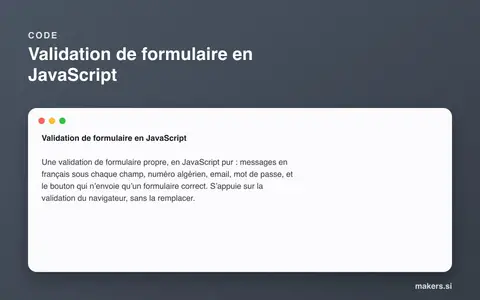 CODE
Validation de formulaire en
JavaScript
Validation de formulaire en JavaScript
Une validation de formulaire propre, en JavaScript pur : messages en
français sous chaque champ, numéro algérien, email, mot de passe, et
le bouton qui n’envoie qu’un formulaire correct. S’appuie sur la
validation du navigateur, sans la remplacer.
makers.si